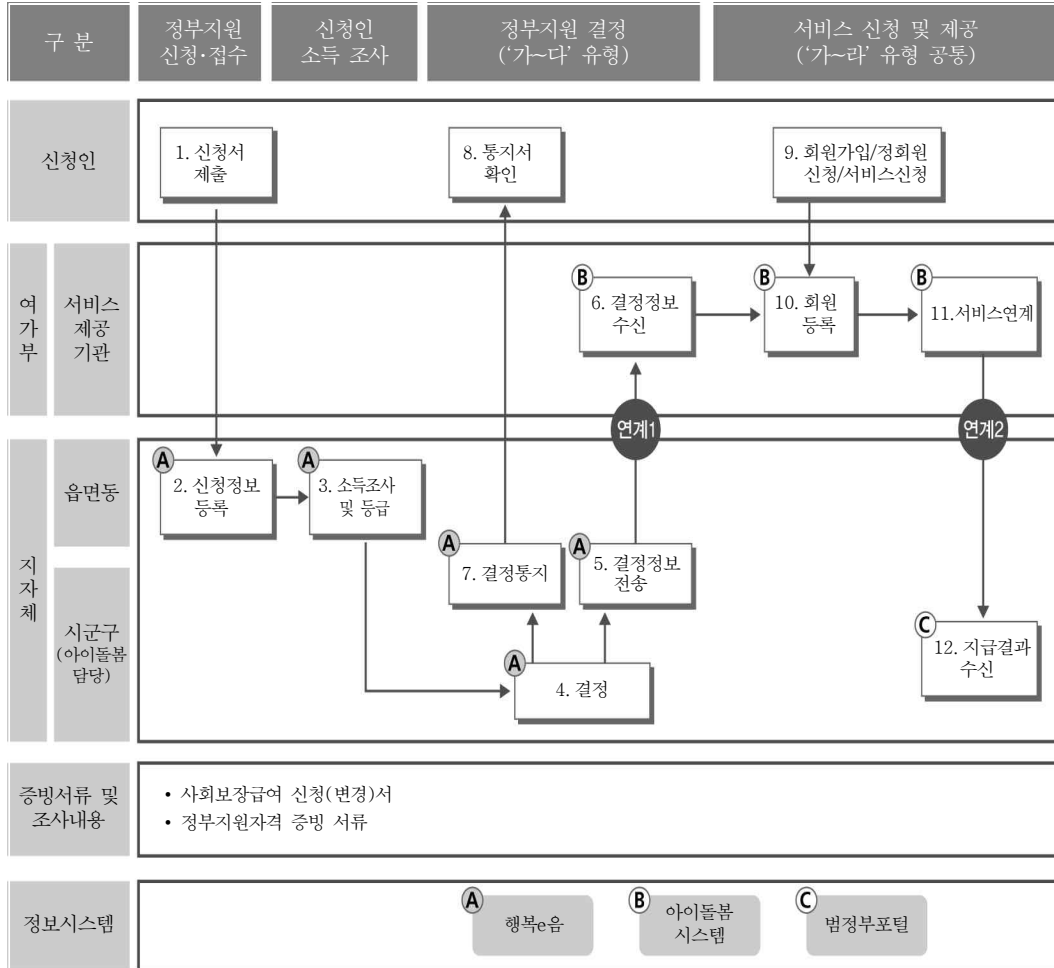 구 분
정부지원
신청·접수
신청인
소득 조사
정부지원 결정
(‘가~다’ 유형)
서비스 신청 및 제공
(‘가~라’ 유형 공통)
신청인
1. 신청서
제출
8. 통지서
확인
9. 회원가입/정회원
신청/서비스신청
여
가
부
서비스
제공
기관
B
6. 결정정보
수신
B
10. 회원
등록
B
11.서비스연계
연계1
연계2
지
자
체
읍면동
A
2. 신청정보
등록
A
3. 소득조사
및 등급
A
7. 결정통지
A
5. 결정정보
전송
시군구
(아이돌봄
담당)
A
4. 결정
C
12. 지급결과
수신
증빙서류 및
조사내용
• 사회보장급여 신청(변경)서
• 정부지원자격 증빙 서류
정보시스템
A
행복e음
B
아이돌봄
시스템
C
범정부포털